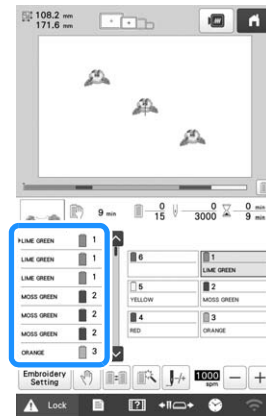 108.2 mm
171.6 mm
9 min
0
15
0
3000
0
9 min
LIME GREEN 1
LIME GREEN 1
LIME GREEN 1
MOSS GREEN 2
MOSS GREEN 2
MOSS GREEN 2
ORANGE 3
6
1
LIME GREEN
5
YELLOW
2
MOSS GREEN
4
RED
3
ORANGE
Embroidery
Setting
1000
spm
- +
Lock
?